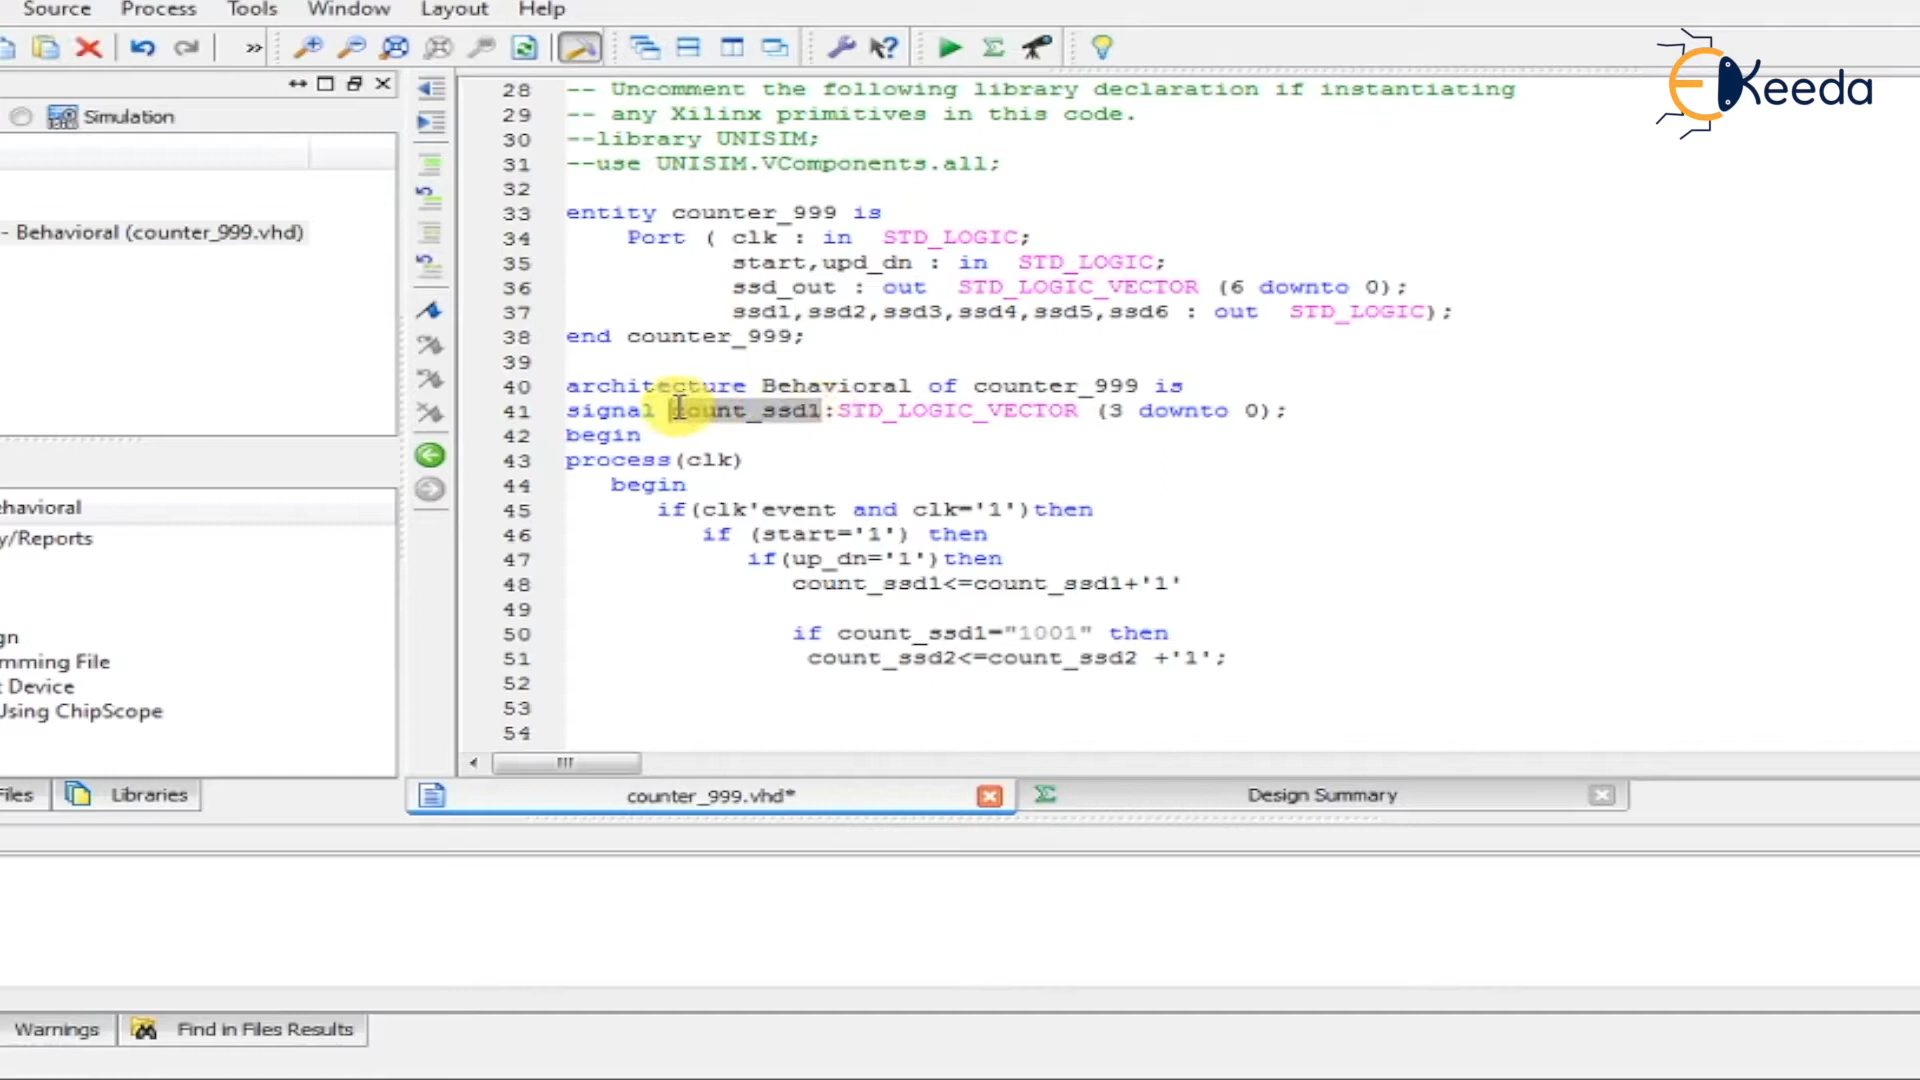 Source Process Tools Window Layout Help
»
EKeeda
Simulation
- Behavioral (counter_999.vhd)
28 -- Uncomment the following library declaration if instantiating
29 -- any Xilinx primitives in this code.
30 --library UNISIM;
31 --use UNISIM.VComponents.all;
32
33 entity counter_999 is
34 Port ( clk : in STD_LOGIC;
35 start,upd_dn : in STD_LOGIC;
36 ssd_out : out STD_LOGIC_VECTOR (6 downto 0);
37 ssd1,ssd2,ssd3,ssd4,ssd5,ssd6 : out STD_LOGIC);
38 end counter_999;
39
40 architecture Behavioral of counter_999 is
41 signal count_ssd1:STD_LOGIC_VECTOR (3 downto 0);
42 begin
43 process(clk)
44 begin
45 if(clk'event and clk='1')then
46 if (start='1') then
47 if(up_dn='1')then
48 count_ssd1<=count_ssd1+'1'
49
50 if count_ssd1="1001" then
51 count_ssd2<=count_ssd2 +'1';
52
53
54
ehavioral
y/Reports
gn
mming File
t Device
Using ChipScope
Files Libraries
counter_999.vhd* Design Summary
Warnings Find in Files Results